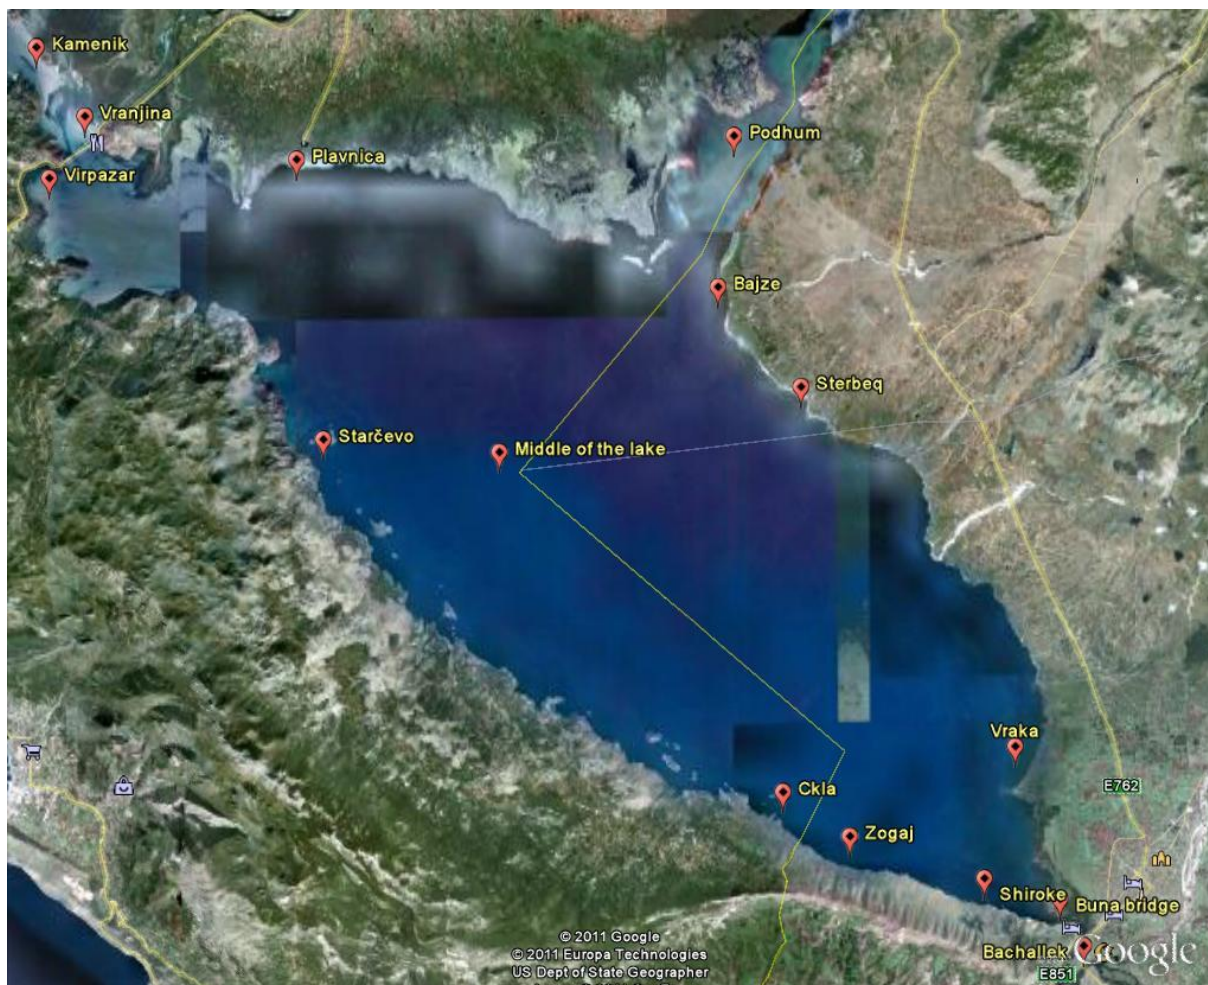 Kamenik
Vranjina
Podhum
Plavnica
Virpazar
Bajze
Sterbeq
Starčevo
Middle of the lake
Vraka
E762
Ckla
Zogaj
Shiroke
Buna bridge
© 2011 Google
© 2011 Europa Technologies
US Dept of State Geographer
Bachallek
Google
E851